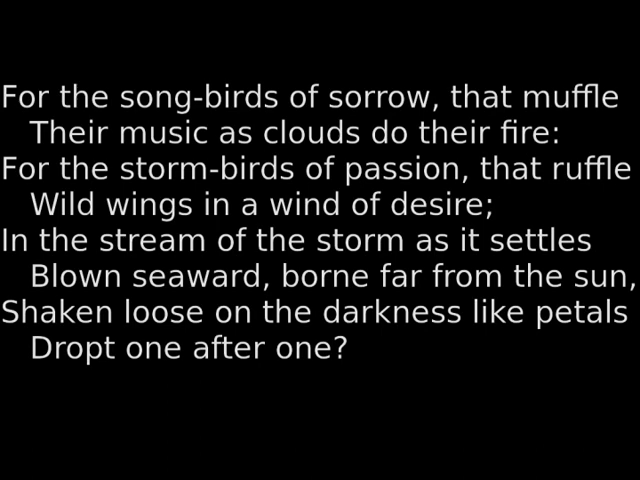 For the song-birds of sorrow, that muffle
Their music as clouds do their fire:
For the storm-birds of passion, that ruffle
Wild wings in a wind of desire;
In the stream of the storm as it settles
Blown seaward, borne far from the sun,
Shaken loose on the darkness like petals
Dropt one after one?